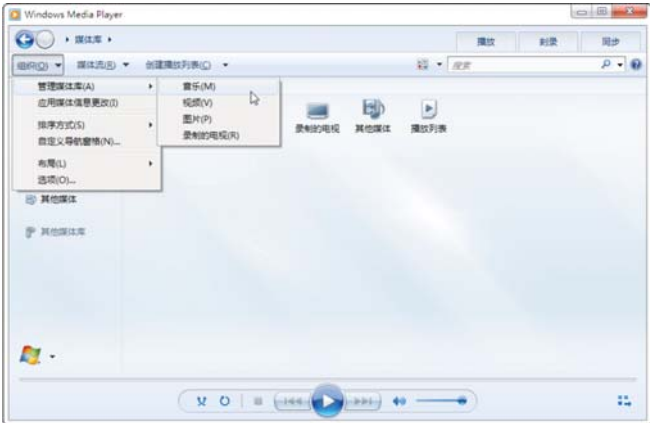 Windows Media Player
媒体库
播放 刻录 同步
组织(O) 媒体流(R) 创建播放列表(C) 搜索
管理媒体库(A) 音乐(M)
应用媒体信息更改(I) 视频(V)
图片(P)
排序方式(S) 录制的电视(R)
自定义导航窗格(N)...
录制的电视 其他媒体 播放列表
布局(L)
选项(O)...
其他媒体
其他媒体库